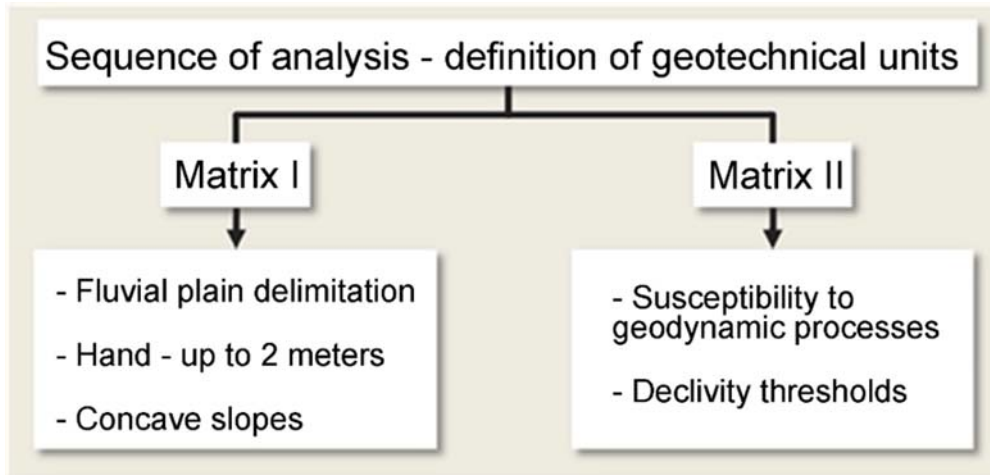 Sequence of analysis - definition of geotechnical units
Matrix I
Matrix II
- Fluvial plain delimitation
- Hand - up to 2 meters
- Concave slopes
- Susceptibility to
geodynamic processes
- Declivity thresholds